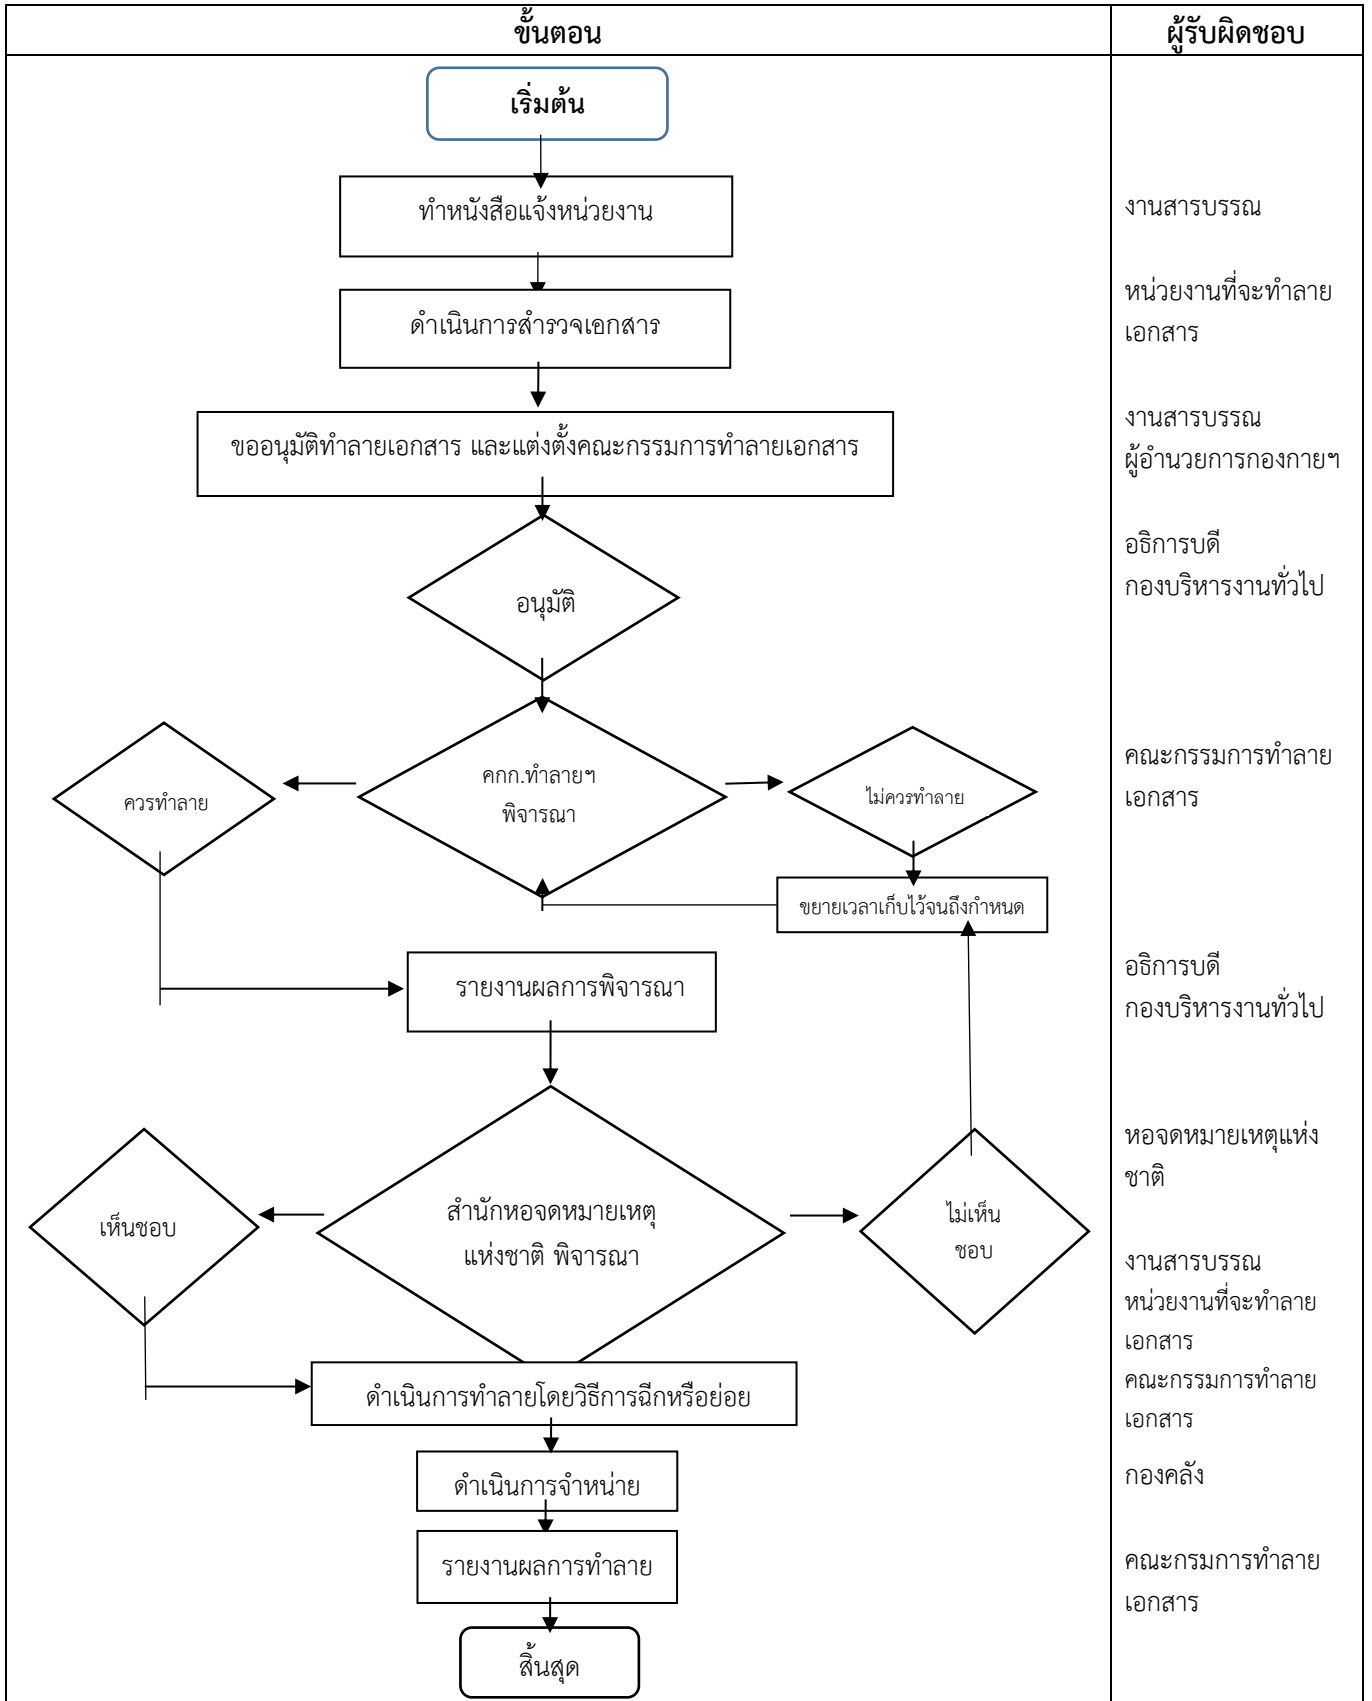 ขั้นตอน
ผู้รับผิดชอบ
เริ่มต้น
ทำหนังสือแจ้งหน่วยงาน
งานสารบรรณ
ดำเนินการสำรวจเอกสาร
หน่วยงานที่จะทำลาย
เอกสาร
ขออนุมัติทำลายเอกสาร และแต่งตั้งคณะกรรมการทำลายเอกสาร
งานสารบรรณ
ผู้อำนวยการกองกายฯ
อนุมัติ
อธิการบดี
กองบริหารงานทั่วไป
ควรทำลาย
คกก.ทำลายฯ
พิจารณา
ไม่ควรทำลาย
คณะกรรมการทำลาย
เอกสาร
ขยายเวลาเก็บไว้จนถึงกำหนด
รายงานผลการพิจารณา
อธิการบดี
กองบริหารงานทั่วไป
เห็นชอบ
สำนักหอจดหมายเหตุ
แห่งชาติ พิจารณา
ไม่เห็น
ชอบ
หอจดหมายเหตุแห่ง
ชาติ
ดำเนินการทำลายโดยวิธีการฉีกหรือย่อย
งานสารบรรณ
หน่วยงานที่จะทำลาย
เอกสาร
คณะกรรมการทำลาย
เอกสาร
ดำเนินการจำหน่าย
กองคลัง
รายงานผลการทำลาย
คณะกรมการทำลาย
เอกสาร
สิ้นสุด